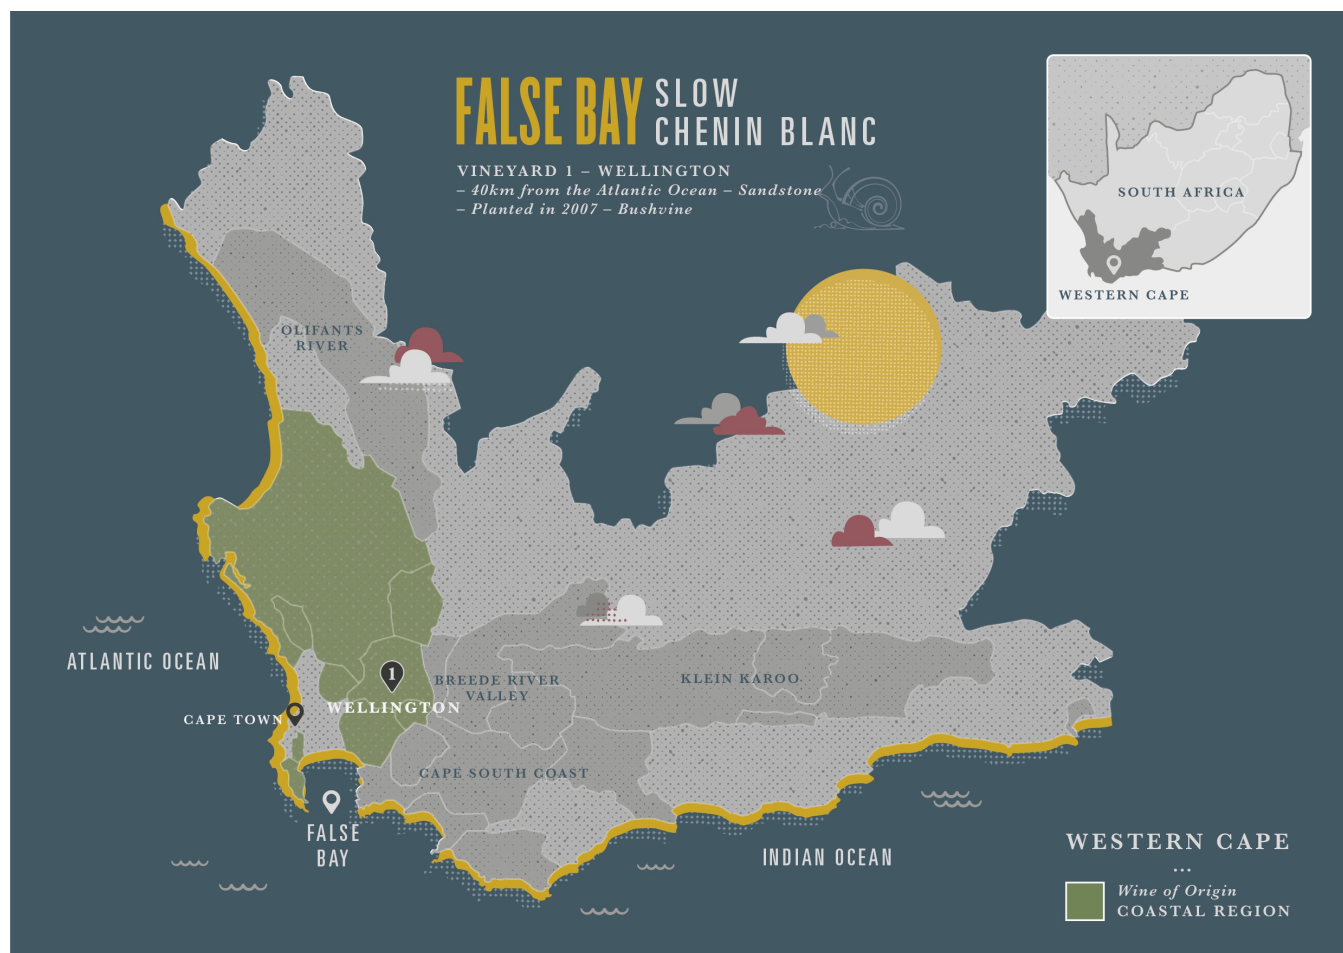 FALSE BAY SLOW
CHENIN BLANC
VINEYARD 1 – WELLINGTON
– 40km from the Atlantic Ocean – Sandstone
– Planted in 2007 – Bushvine
SOUTH AFRICA
WESTERN CAPE
OLIFANTS
RIVER
ATLANTIC OCEAN
1
WELLINGTON
BREEDE RIVER
VALLEY
KLEIN KAROO
CAPE TOWN
CAPE SOUTH COAST
FALSE
BAY
INDIAN OCEAN
WESTERN CAPE
...
Wine of Origin
COASTAL REGION